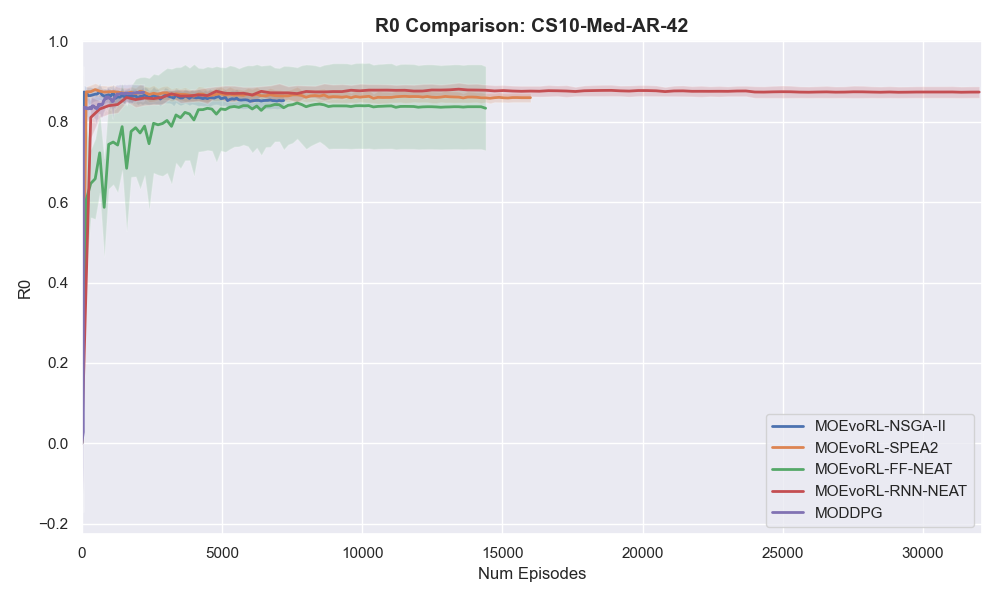 R0 Comparison: CS10-Med-AR-42
1.0
0.8
0.6
0.4
0.2
0.0
−0.2
R0
0 5000 10000 15000 20000 25000 30000
Num Episodes
MOEvoRL-NSGA-II
MOEvoRL-SPEA2
MOEvoRL-FF-NEAT
MOEvoRL-RNN-NEAT
MODDPG